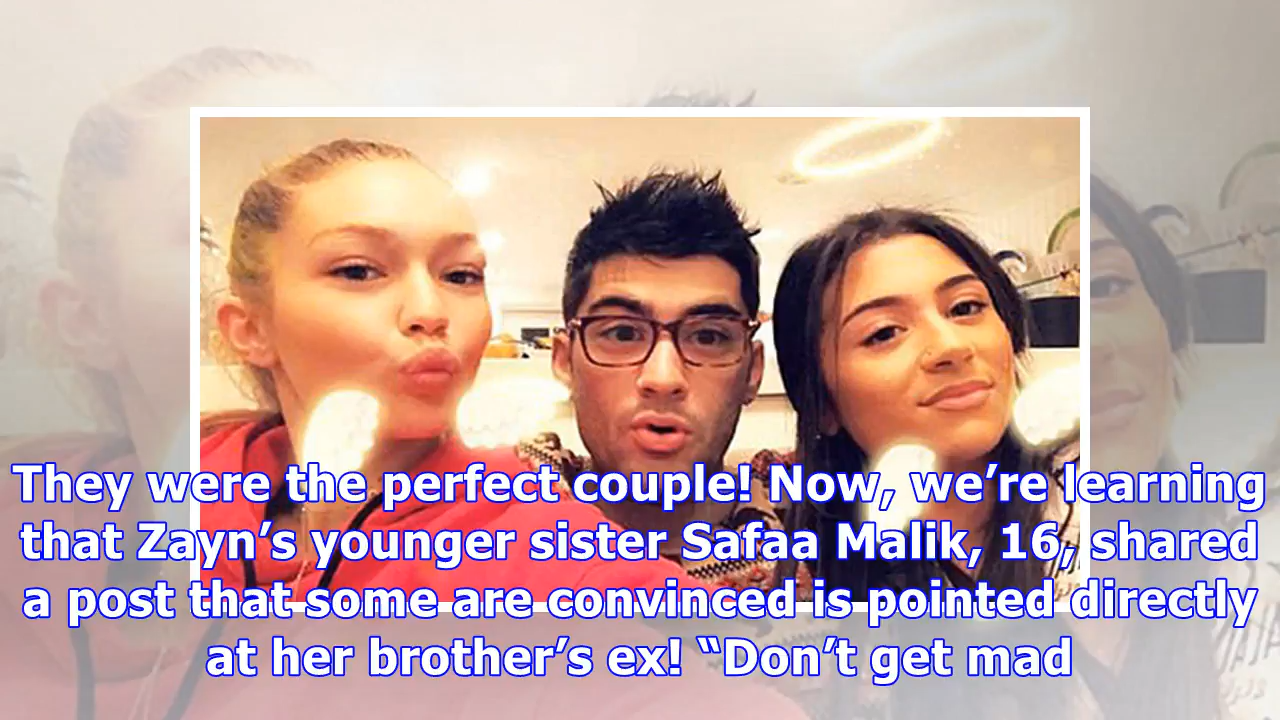 They were the perfect couple! Now, we’re learning
that Zayn’s younger sister Safaa Malik, 16, shared
a post that some are convinced is pointed directly
at her brother’s ex! “Don’t get mad